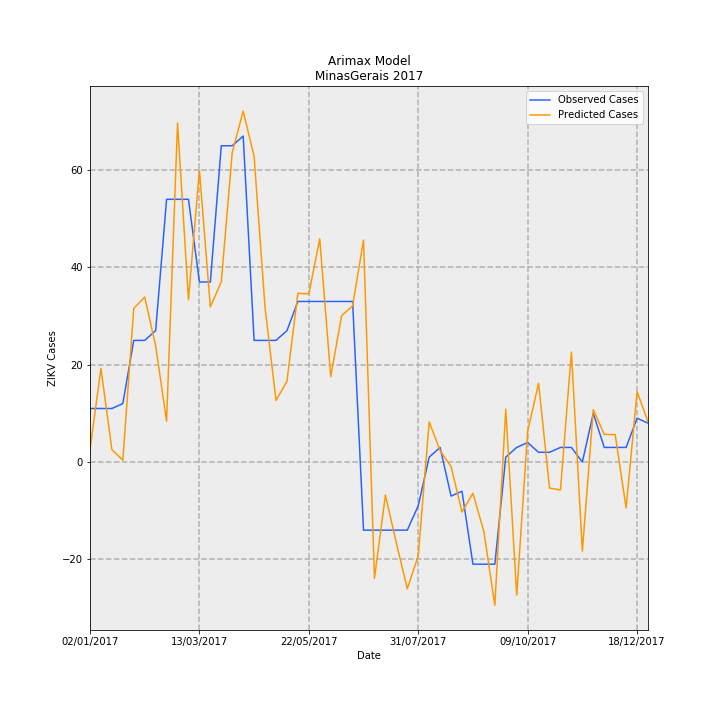 Arimax Model
MinasGerais 2017
Observed Cases
Predicted Cases
ZIKV Cases
60
40
20
0
−20
02/01/2017
13/03/2017
22/05/2017
31/07/2017
09/10/2017
18/12/2017
Date